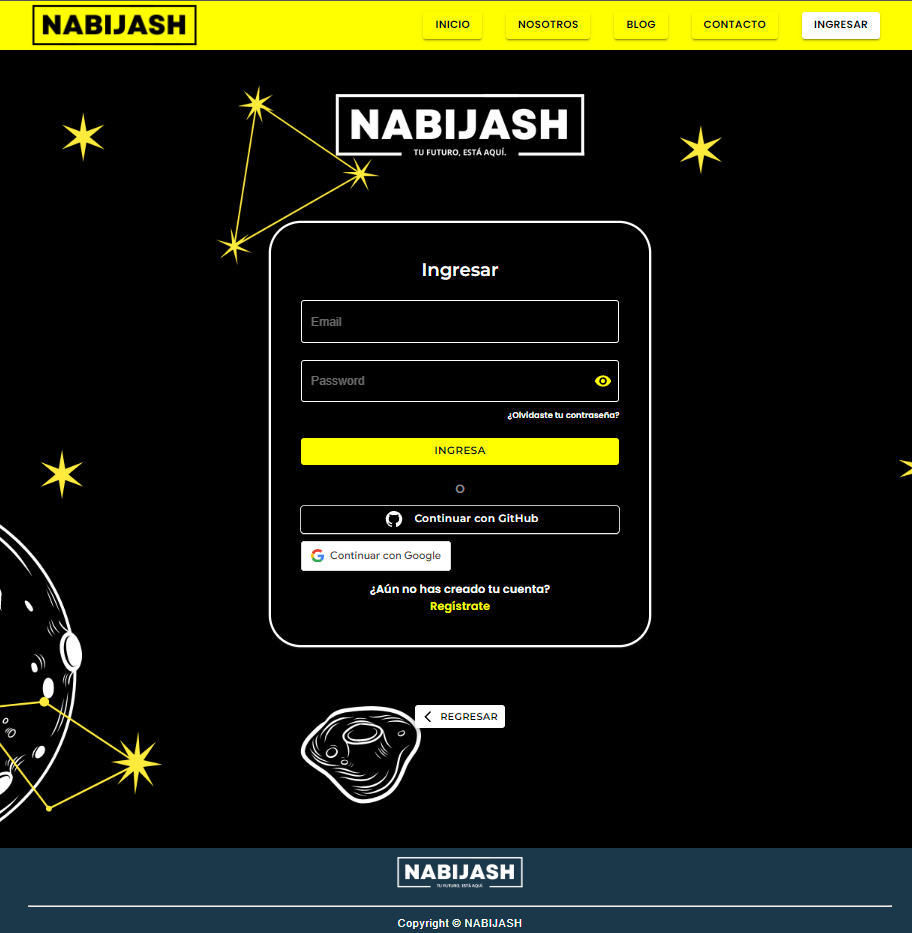 NABIJASH
INICIO
NOSOTROS
BLOG
CONTACTO
INGRESAR
NABIJASH
TU FUTURO, ESTÁ AQUÍ.
Ingresar
Email
Password
¿Olvidaste tu contraseña?
INGRESA
O
Continuar con GitHub
Continuar con Google
¿Aún no has creado tu cuenta?
Regístrate
REGRESAR
NABIJASH
TU FUTURO, ESTÁ AQUÍ.
Copyright © NABIJASH